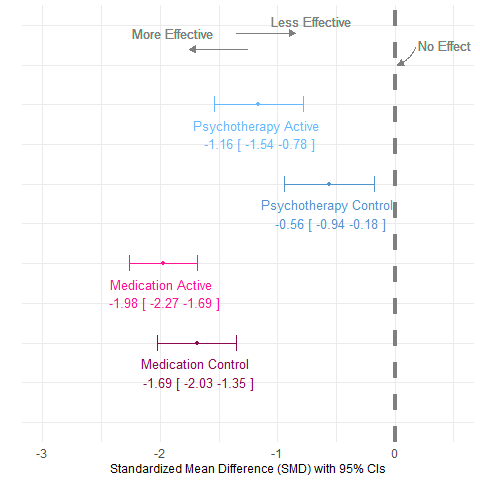 Less Effective
More Effective
No Effect
Psychotherapy Active
-1.16 [ -1.54 -0.78 ]
Psychotherapy Control
-0.56 [ -0.94 -0.18 ]
Medication Active
-1.98 [ -2.27 -1.69 ]
Medication Control
-1.69 [ -2.03 -1.35 ]
-3 -2 -1 0
Standardized Mean Difference (SMD) with 95% CIs